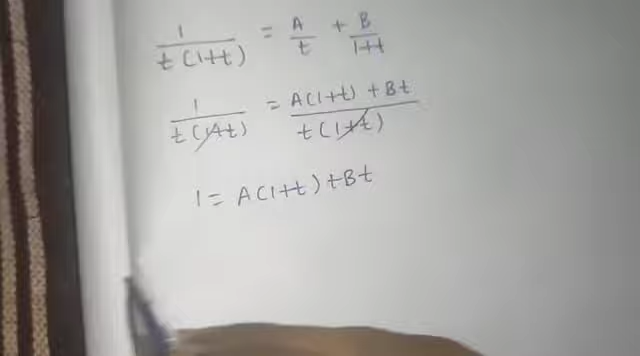 1/t(1+t) = A/t + B/1+t
1/t(1+t) = A(1+t) + Bt/t(1+t)
1 = A(1+t) + Bt